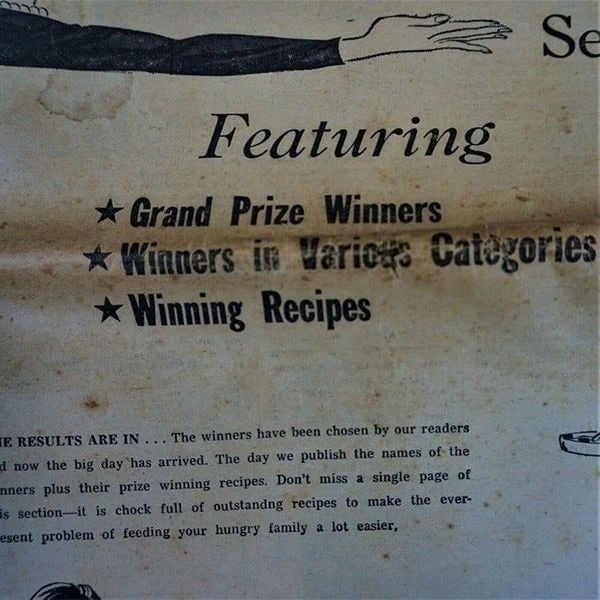 Se
Featuring
★ Grand Prize Winners
★ Winners in Various Categories
★ Winning Recipes
E RESULTS ARE IN . . . The winners have been chosen by our readers
d now the big day has arrived. The day we publish the names of the
nners plus their prize winning recipes. Don't miss a single page of
is section—it is chock full of outstandng recipes to make the ever-
esent problem of feeding your hungry family a lot easier,